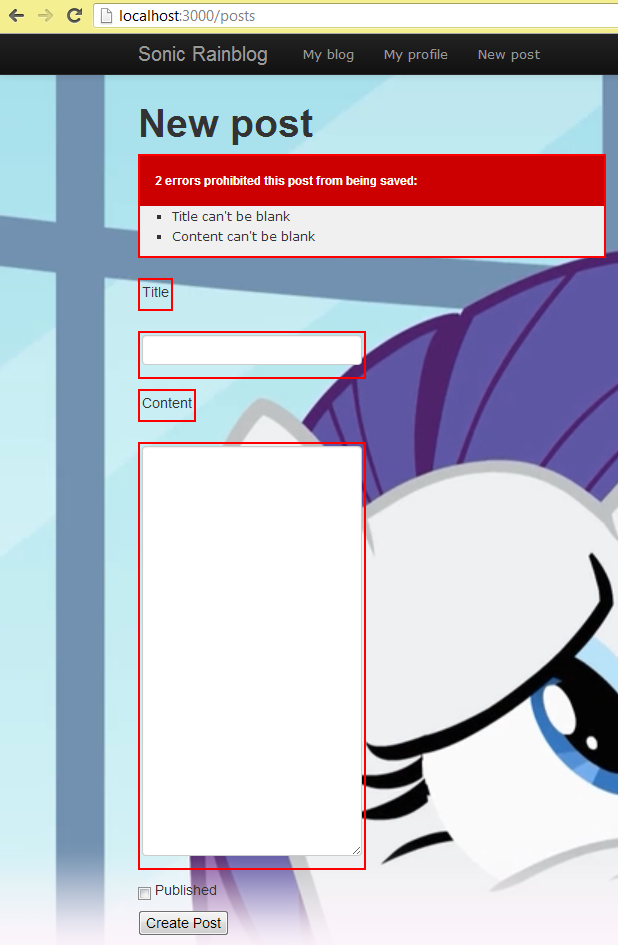 localhost:3000/posts
Sonic Rainblog My blog My profile New post
New post
2 errors prohibited this post from being saved:
Title can't be blank
Content can't be blank
Title
Content
Published
Create Post